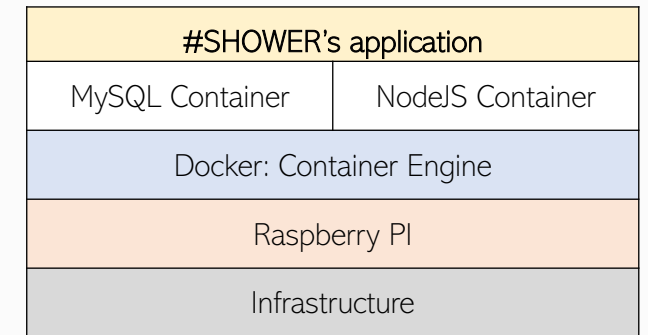 #SHOWER's application
MySQL Container
NodeJS Container
Docker: Container Engine
Raspberry PI
Infrastructure